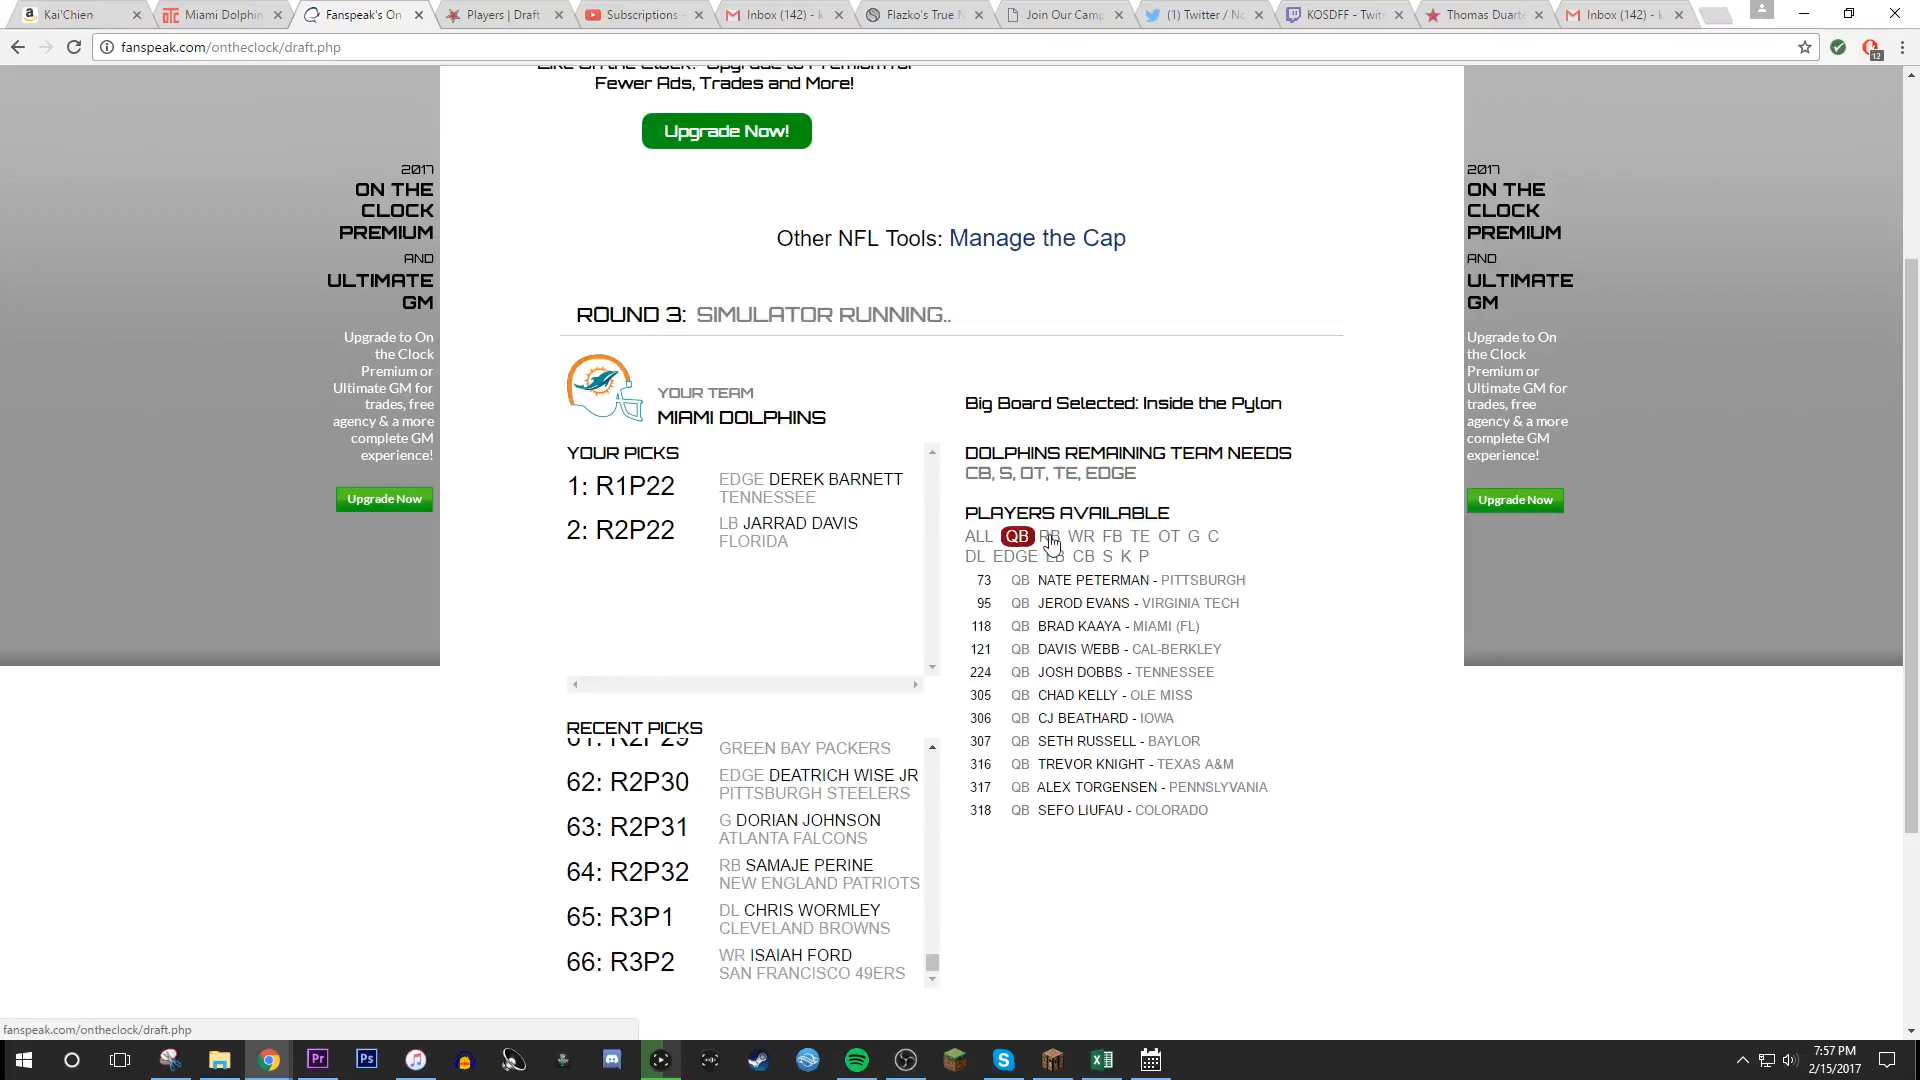 Kai'Chien
Miami Dolphin
Fanspeak's On
Players | Draft
Subscriptions -
Inbox (142) - k
Flazko's True N
Join Our Camp
(1) Twitter / No
KOSDFF - Twitc
Thomas Duarte
Inbox (142) - k
fanspeak.com/ontheclock/draft.php
12
Fewer Ads, Trades and More!
Upgrade Now!
2017
ON THE
CLOCK
PREMIUM
AND
ULTIMATE
GM
Upgrade to On
the Clock
Premium or
Ultimate GM for
trades, free
agency & a more
complete GM
experience!
Upgrade Now
2017
ON THE
CLOCK
PREMIUM
AND
ULTIMATE
GM
Upgrade to On
the Clock
Premium or
Ultimate GM for
trades, free
agency & a more
complete GM
experience!
Upgrade Now
Other NFL Tools: Manage the Cap
ROUND 3: SIMULATOR RUNNING..
YOUR TEAM
MIAMI DOLPHINS
YOUR PICKS
1: R1P22 EDGE DEREK BARNETT
TENNESSEE
2: R2P22 LB JARRAD DAVIS
FLORIDA
RECENT PICKS
61: R2P29
GREEN BAY PACKERS
62: R2P30 EDGE DEATRICH WISE JR
PITTSBURGH STEELERS
63: R2P31 G DORIAN JOHNSON
ATLANTA FALCONS
64: R2P32 RB SAMAJE PERINE
NEW ENGLAND PATRIOTS
65: R3P1 DL CHRIS WORMLEY
CLEVELAND BROWNS
66: R3P2 WR ISAIAH FORD
SAN FRANCISCO 49ERS
Big Board Selected: Inside the Pylon
DOLPHINS REMAINING TEAM NEEDS
CB, S, OT, TE, EDGE
PLAYERS AVAILABLE
ALL QB RB WR FB TE OT G C
DL EDGE LB CB S K P
73 QB NATE PETERMAN - PITTSBURGH
95 QB JEROD EVANS - VIRGINIA TECH
118 QB BRAD KAAYA - MIAMI (FL)
121 QB DAVIS WEBB - CAL-BERKLEY
224 QB JOSH DOBBS - TENNESSEE
305 QB CHAD KELLY - OLE MISS
306 QB CJ BEATHARD - IOWA
307 QB SETH RUSSELL - BAYLOR
316 QB TREVOR KNIGHT - TEXAS A&M
317 QB ALEX TORGENSEN - PENNSLYVANIA
318 QB SEFO LIUFAU - COLORADO
fanspeak.com/ontheclock/draft.php
7:57 PM
2/15/2017